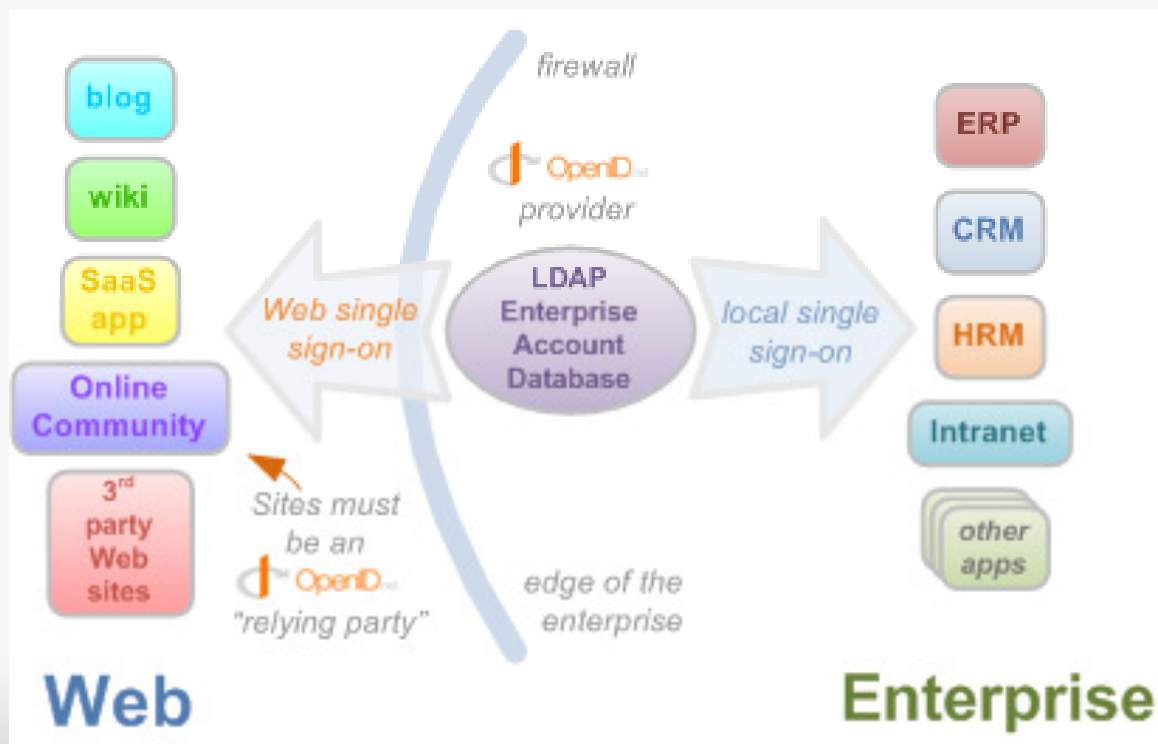 blog
wiki
SaaS
app
Online
Community
3rd
party
Web
sites
Web single
sign-on
Sites must
be an
OpenID
"relying party"
firewall
OpenID
provider
LDAP
Enterprise
Account
Database
local single
sign-on
edge of the
enterprise
ERP
CRM
HRM
Intranet
other
apps
Web
Enterprise